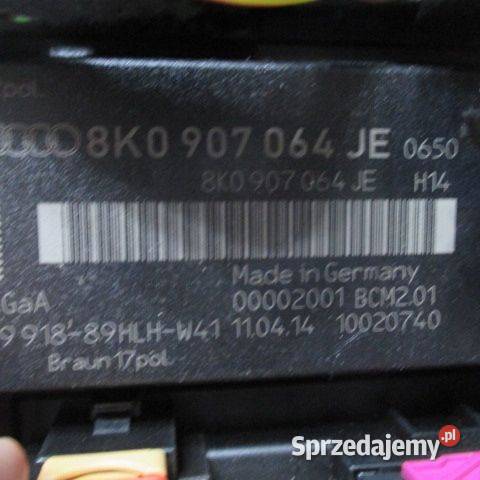 pol.
8K0 907 064 JE 0650
8K0 907 064 JE H14
Made in Germany
GaA 00002001 BCM2.01
9 918-89HLH-W41 11.04.14 10020740
Braun 17pol.
Sprzedajemy.pl